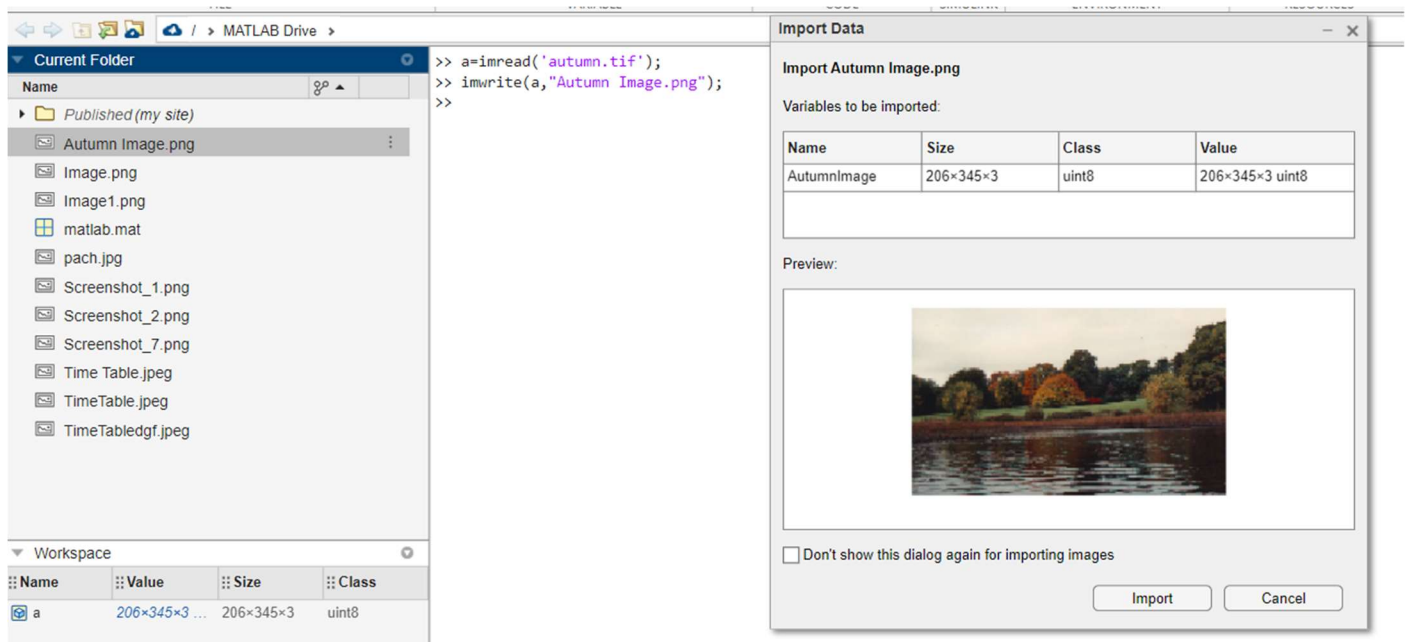 / > MATLAB Drive >
Current Folder
Name
Published (my site)
Autumn Image.png
Image.png
Image1.png
matlab.mat
pach.jpg
Screenshot_1.png
Screenshot_2.png
Screenshot_7.png
Time Table.jpeg
TimeTable.jpeg
TimeTabledgf.jpeg
Workspace
Name Value Size Class
a 206×345×3 ... 206×345×3 uint8
>> a=imread('autumn.tif');
>> imwrite(a,"Autumn Image.png");
>>
Import Data
Import Autumn Image.png
Variables to be imported:
Name Size Class Value
AutumnImage 206×345×3 uint8 206×345×3 uint8
Preview:
Don't show this dialog again for importing images
Import Cancel